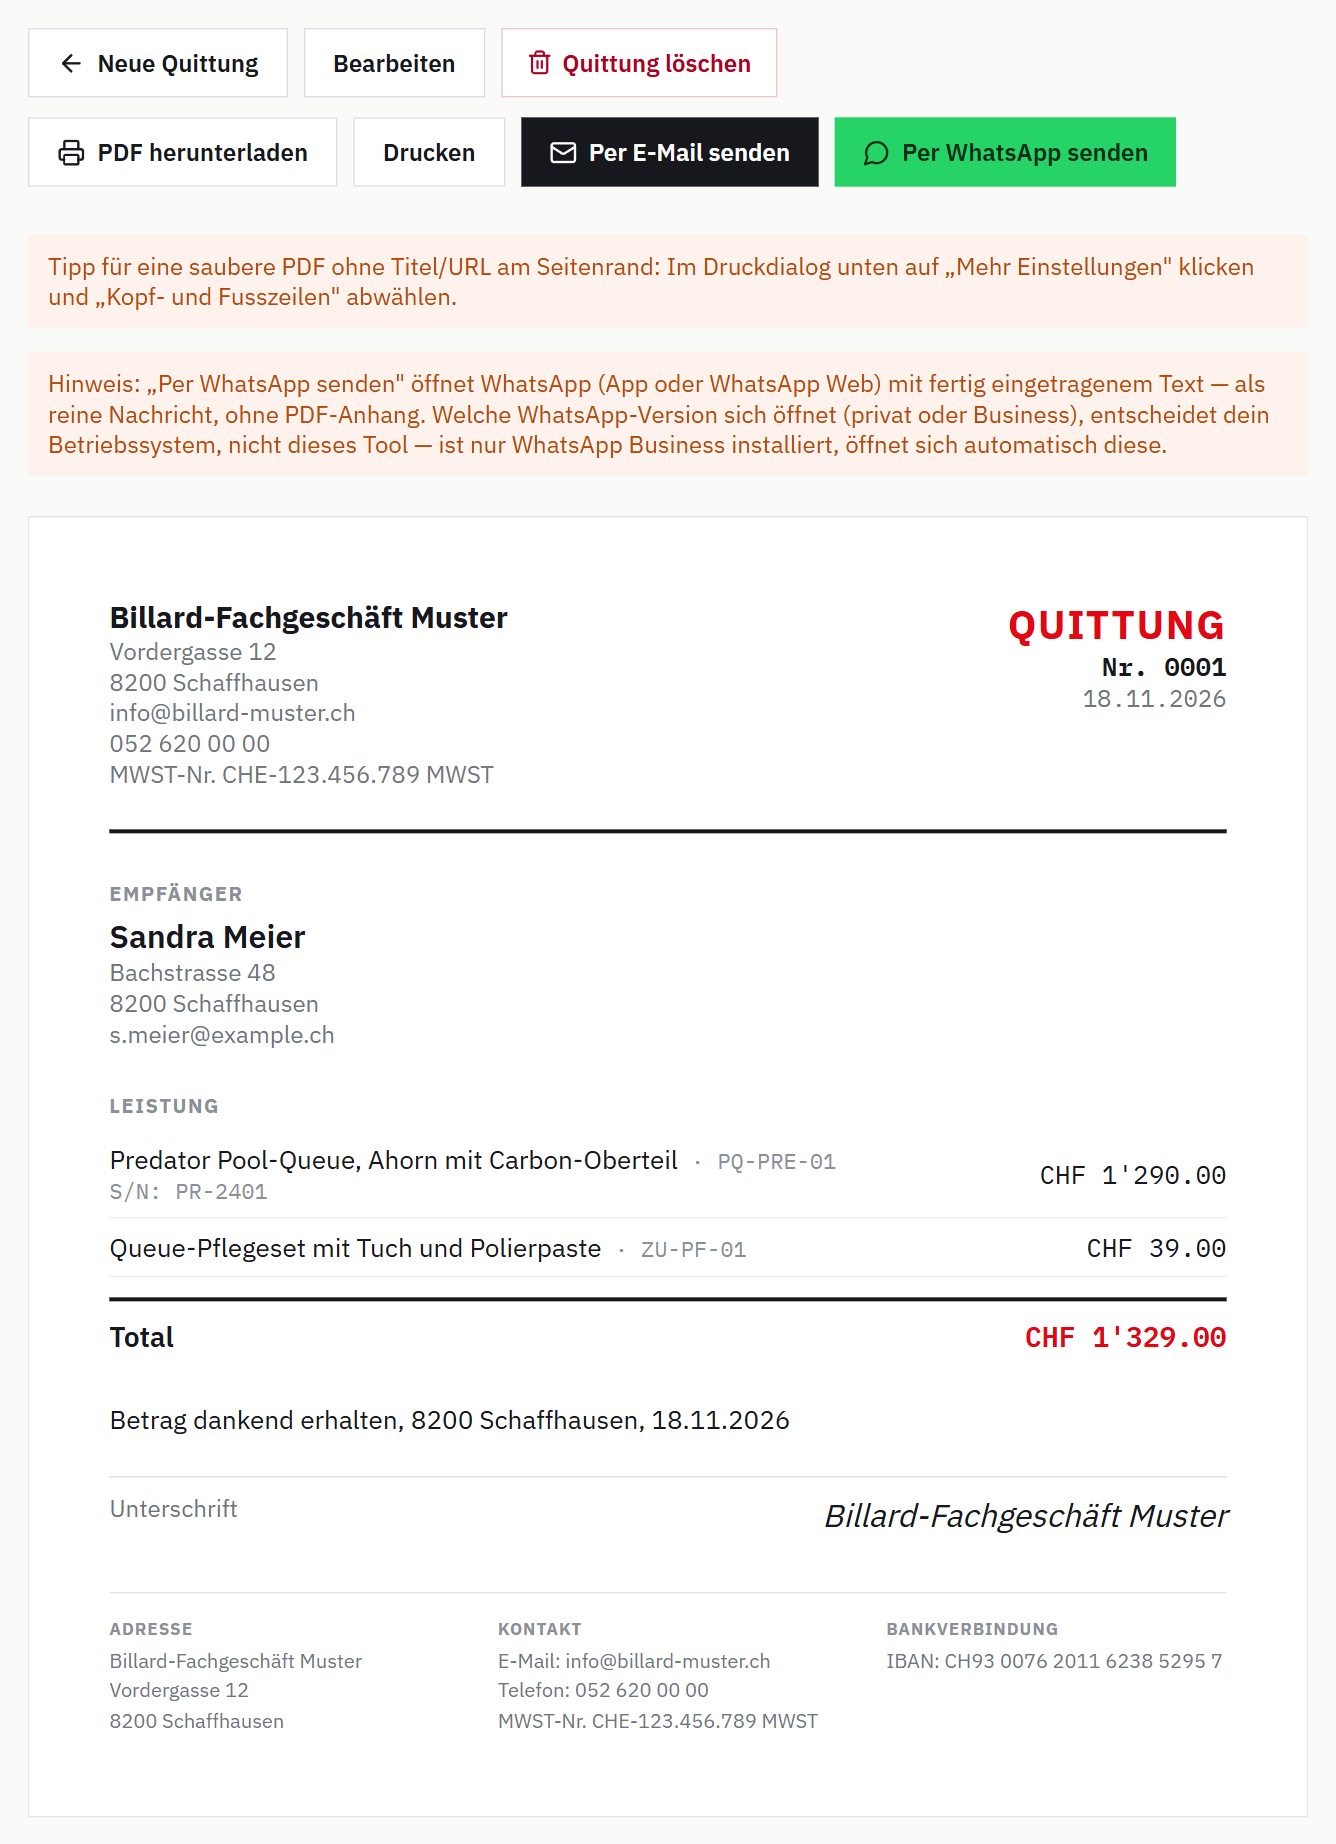 Neue Quittung
Bearbeiten
Quittung löschen
PDF herunterladen
Drucken
Per E-Mail senden
Per WhatsApp senden
Tipp für eine saubere PDF ohne Titel/URL am Seitenrand: Im Druckdialog unten auf „Mehr Einstellungen" klicken
und „Kopf- und Fusszeilen" abwählen.
Hinweis: „Per WhatsApp senden" öffnet WhatsApp (App oder WhatsApp Web) mit fertig eingetragenem Text — als
reine Nachricht, ohne PDF-Anhang. Welche WhatsApp-Version sich öffnet (privat oder Business), entscheidet dein
Betriebssystem, nicht dieses Tool — ist nur WhatsApp Business installiert, öffnet sich automatisch diese.
Billard-Fachgeschäft Muster
Vordergasse 12
8200 Schaffhausen
info@billard-muster.ch
052 620 00 00
MWST-Nr. CHE-123.456.789 MWST
QUITTUNG
Nr. 0001
18.11.2026
EMPFÄNGER
Sandra Meier
Bachstrasse 48
8200 Schaffhausen
s.meier@example.ch
LEISTUNG
Predator Pool-Queue, Ahorn mit Carbon-Oberteil · PQ-PRE-01
S/N: PR-2401
CHF 1'290.00
Queue-Pflegeset mit Tuch und Polierpaste · ZU-PF-01
CHF 39.00
Total
CHF 1'329.00
Betrag dankend erhalten, 8200 Schaffhausen, 18.11.2026
Unterschrift
Billard-Fachgeschäft Muster
ADRESSE
Billard-Fachgeschäft Muster
Vordergasse 12
8200 Schaffhausen
KONTAKT
E-Mail: info@billard-muster.ch
Telefon: 052 620 00 00
MWST-Nr. CHE-123.456.789 MWST
BANKVERBINDUNG
IBAN: CH93 0076 2011 6238 5295 7